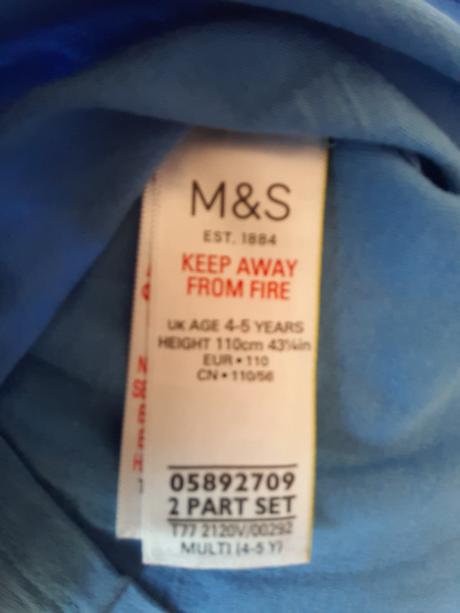 M&S
EST. 1884
KEEP AWAY
FROM FIRE
UK AGE 4-5 YEARS
HEIGHT 110cm 43¼in
EUR • 110
CN • 110/56
05892709
2 PART SET
T77 2120V/00292
MULTI (4-5 Y)